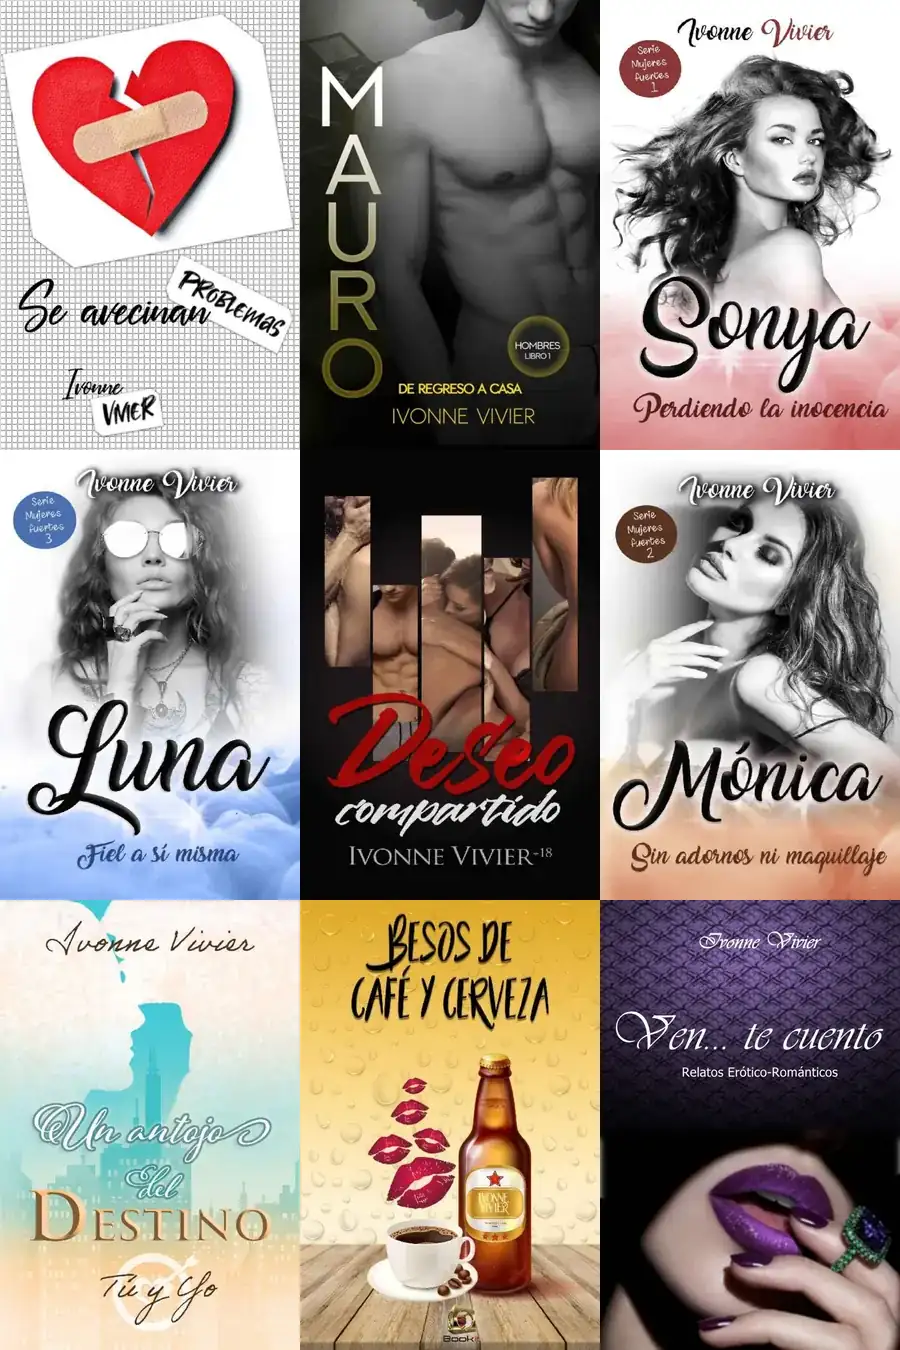 Se avecinan
PROBLEMAS
Ivonne
VIVIER
MAURO
HOMBRES
LIBRO 1
DE REGRESO A CASA
IVONNE VIVIER
Ivonne Vivier
Serie
Mujeres
fuertes
1
Sonya
Perdiendo la inocencia
Ivonne Vivier
Serie
Mujeres
fuertes
3
Luna
Fiel a sí misma
Deseo
compartido
IVONNE VIVIER -18
Ivonne Vivier
Serie
Mujeres
fuertes
2
Mónica
Sin adornos ni maquillaje
Ivonne Vivier
Un antojo
del
DESTINO
Tú y Yo
BESOS DE
CAFÉ Y CERVEZA
IVONNE
VIVIER
Ivonne Vivier
Ven... te cuento
Relatos Erótico-Románticos